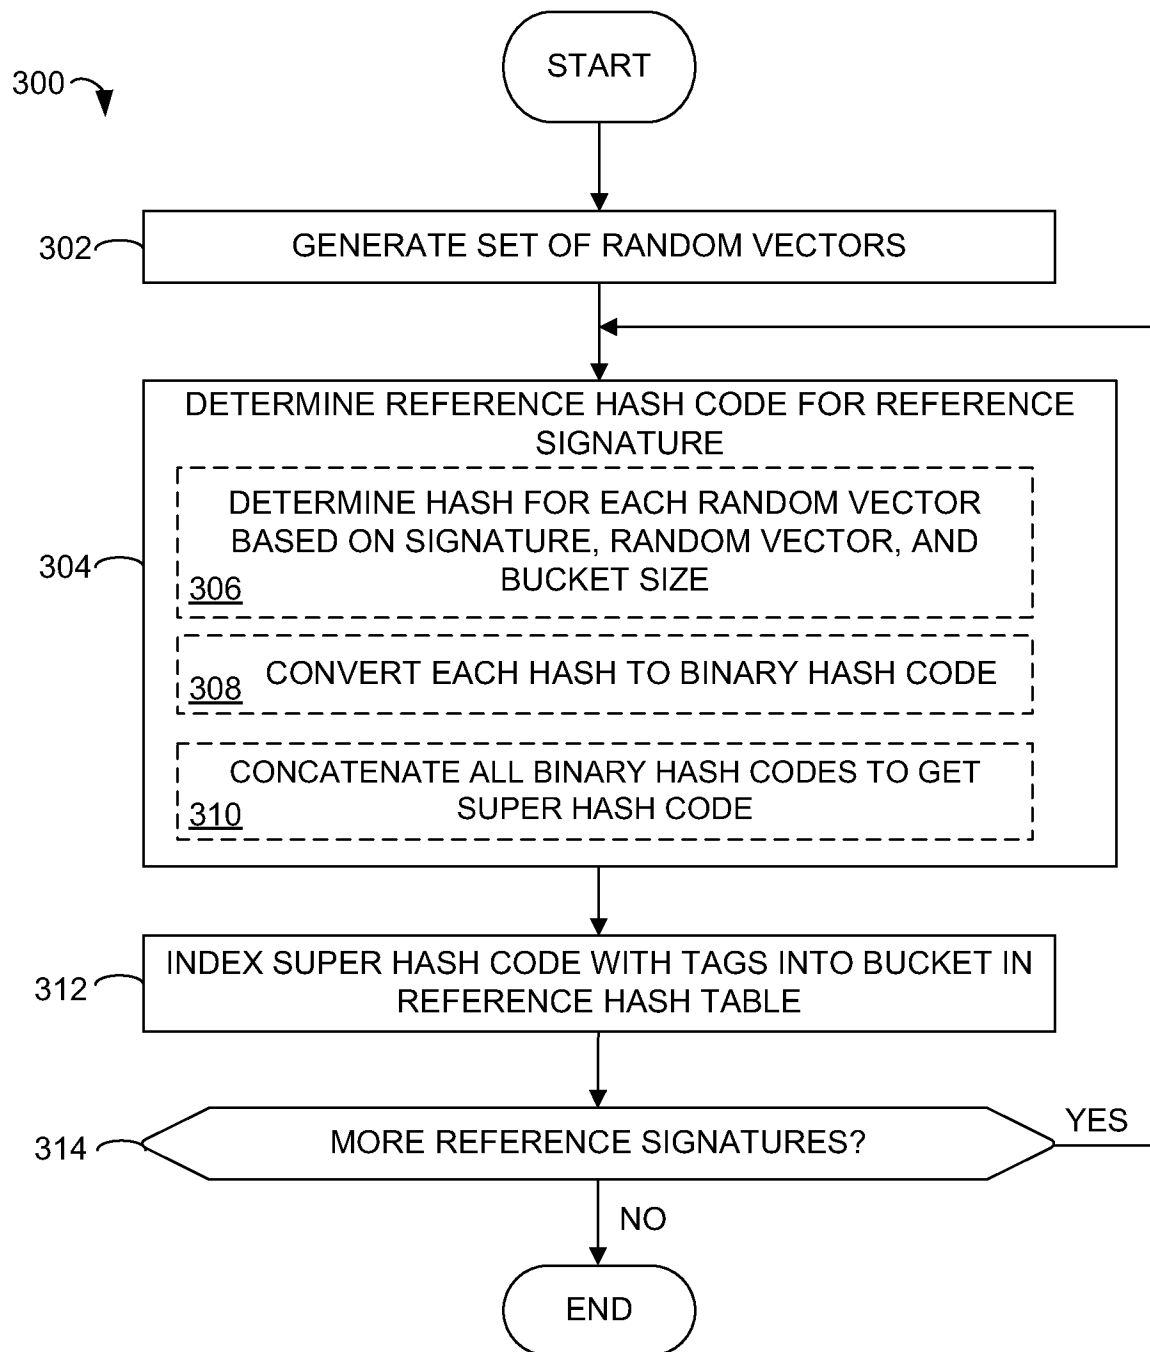 START
300
302
GENERATE SET OF RANDOM VECTORS
DETERMINE REFERENCE HASH CODE FOR REFERENCE
SIGNATURE
304
DETERMINE HASH FOR EACH RANDOM VECTOR
BASED ON SIGNATURE, RANDOM VECTOR, AND
BUCKET SIZE
306
CONVERT EACH HASH TO BINARY HASH CODE
308
CONCATENATE ALL BINARY HASH CODES TO GET
SUPER HASH CODE
310
312
INDEX SUPER HASH CODE WITH TAGS INTO BUCKET IN
REFERENCE HASH TABLE
314
MORE REFERENCE SIGNATURES?
YES
NO
END